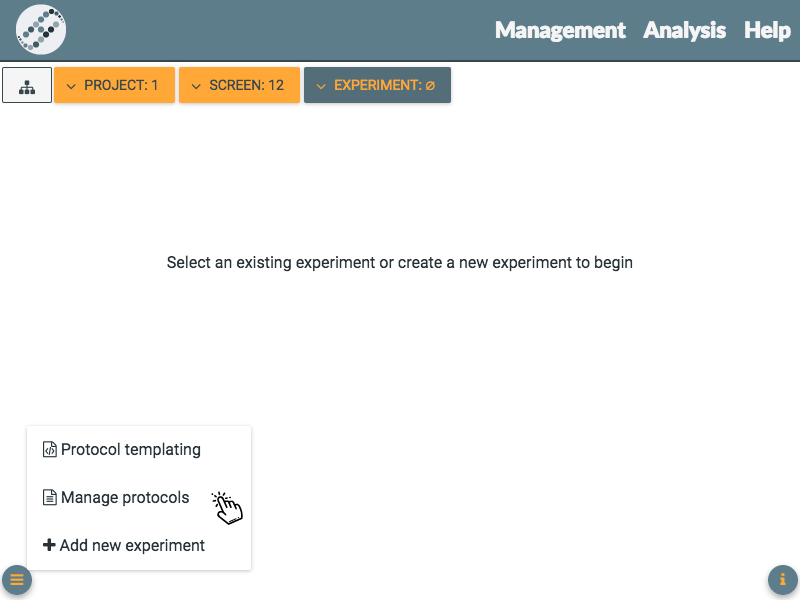 Management Analysis Help
PROJECT: 1 SCREEN: 12 EXPERIMENT: ∅
Select an existing experiment or create a new experiment to begin
Protocol templating
Manage protocols
Add new experiment